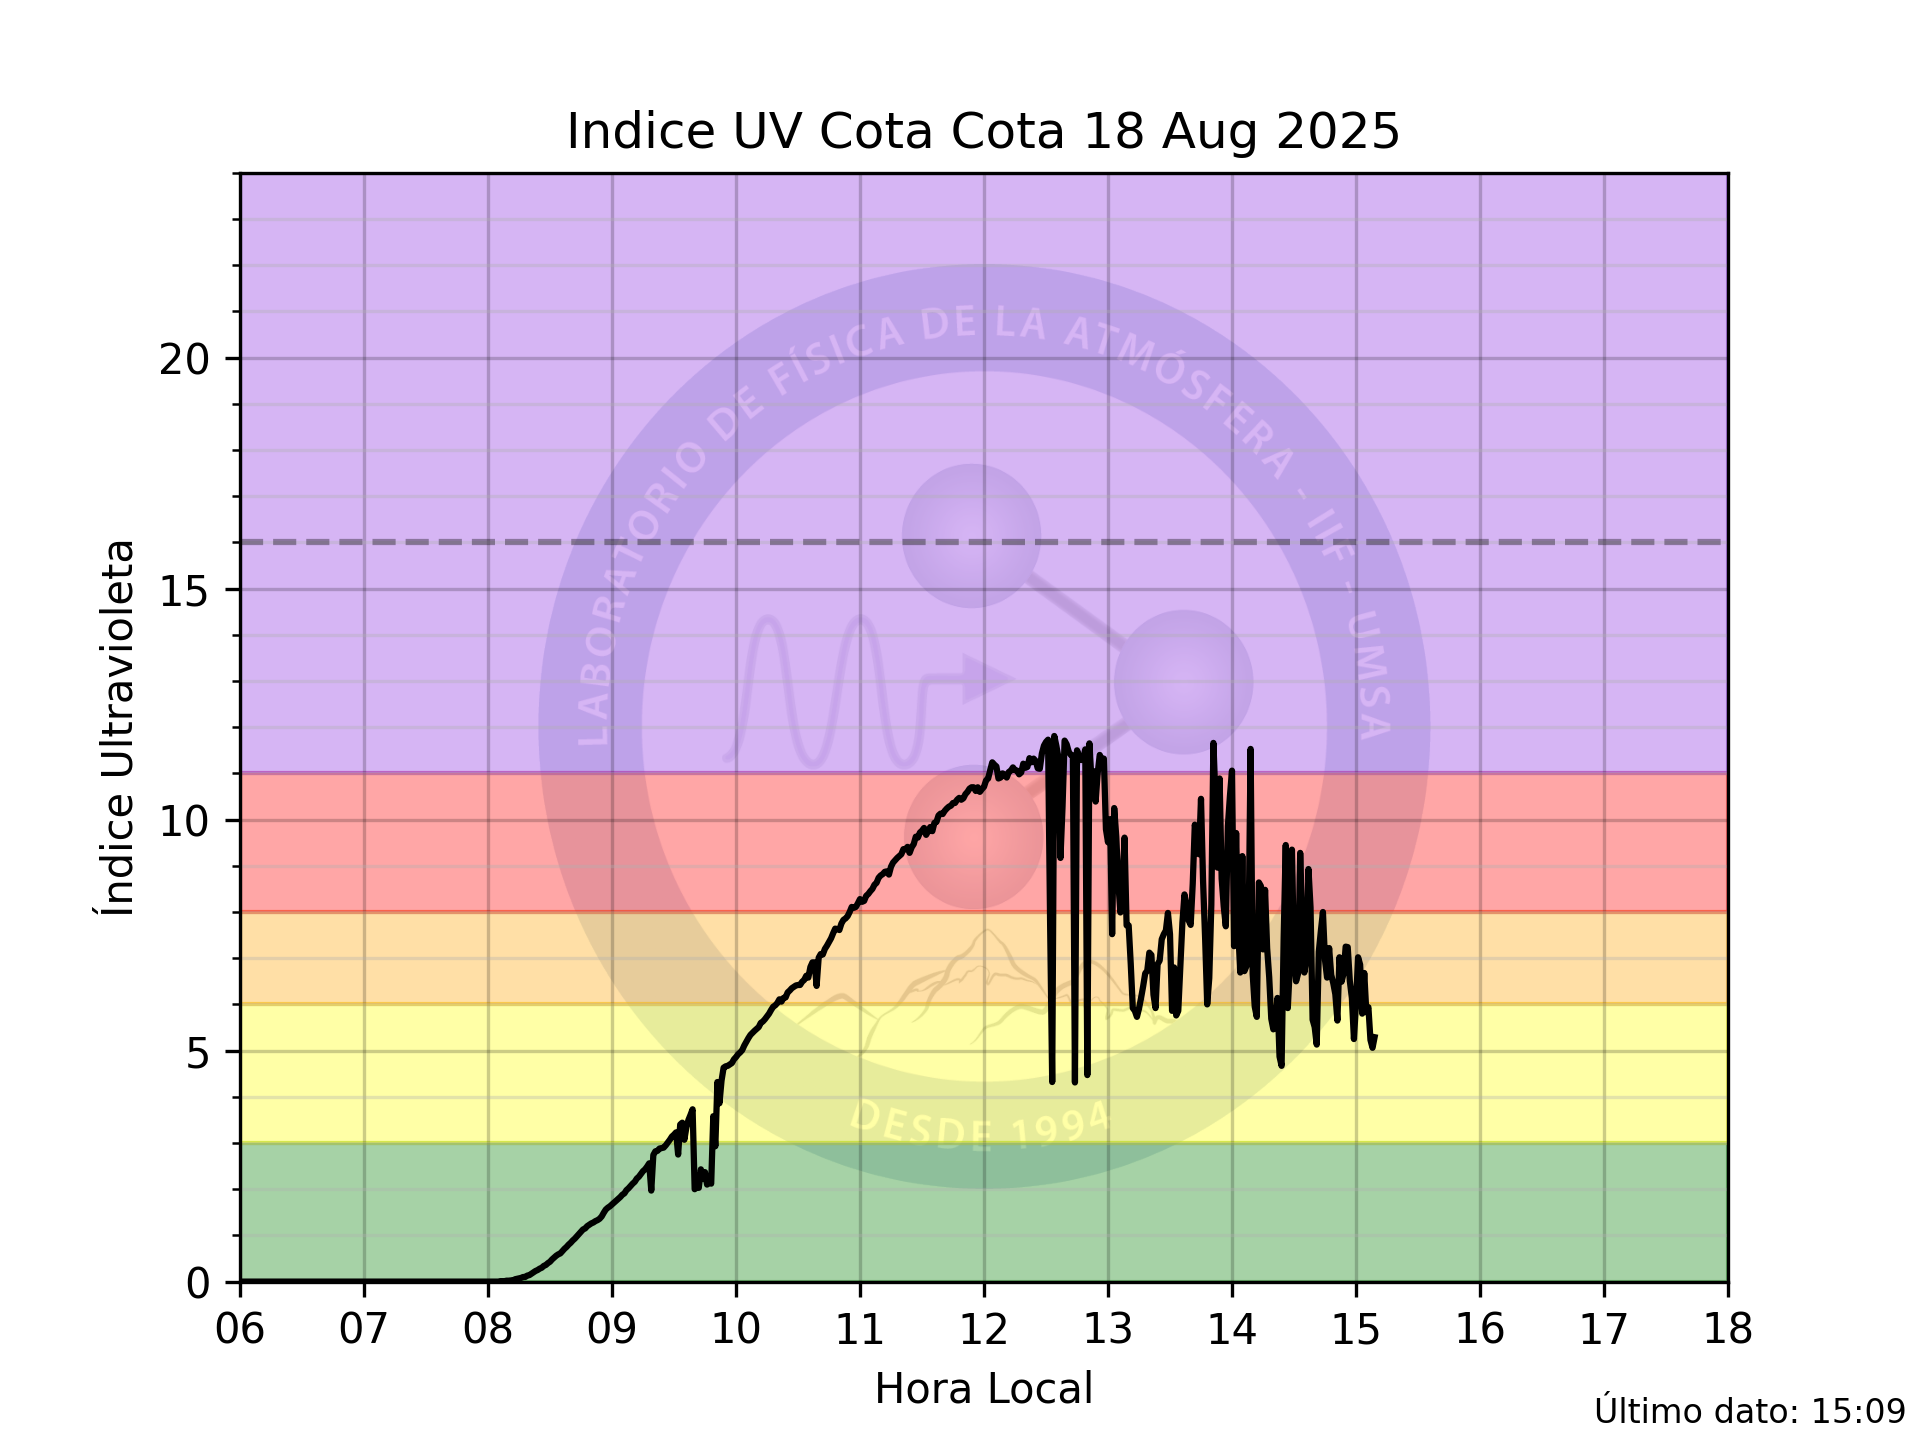 Indice UV Cota Cota 18 Aug 2025
LABORATORIO DE FÍSICA DE LA ATMÓSFERA - IIF - UMSA
DESDE 1994
Índice Ultravioleta
20
15
10
5
0
06 07 08 09 10 11 12 13 14 15 16 17 18
Hora Local
Último dato: 15:09